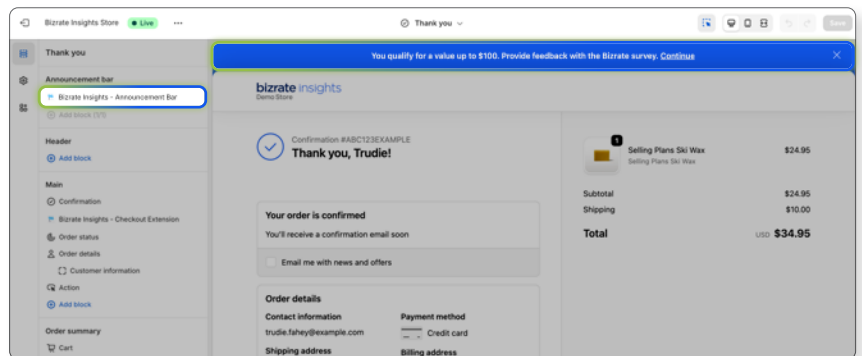 Bizrate Insights Store
Live
Thank you
Save
Thank you
Announcement bar
Bizrate Insights - Announcement Bar
Add block (1/1)
Header
Add block
Main
Confirmation
Bizrate Insights - Checkout Extension
Order status
Order details
Customer information
Action
Add block
Order summary
Cart
You qualify for a value up to $100. Provide feedback with the Bizrate survey. Continue
bizrate insights
Demo Store
Confirmation #ABC123EXAMPLE
Thank you, Trudie!
Your order is confirmed
You'll receive a confirmation email soon
Email me with news and offers
Order details
Contact information
trudie.fahey@example.com
Shipping address
Payment method
Credit card
Billing address
1
Selling Plans Ski Wax $24.95
Selling Plans Ski Wax
Subtotal $24.95
Shipping $10.00
Total USD $34.95